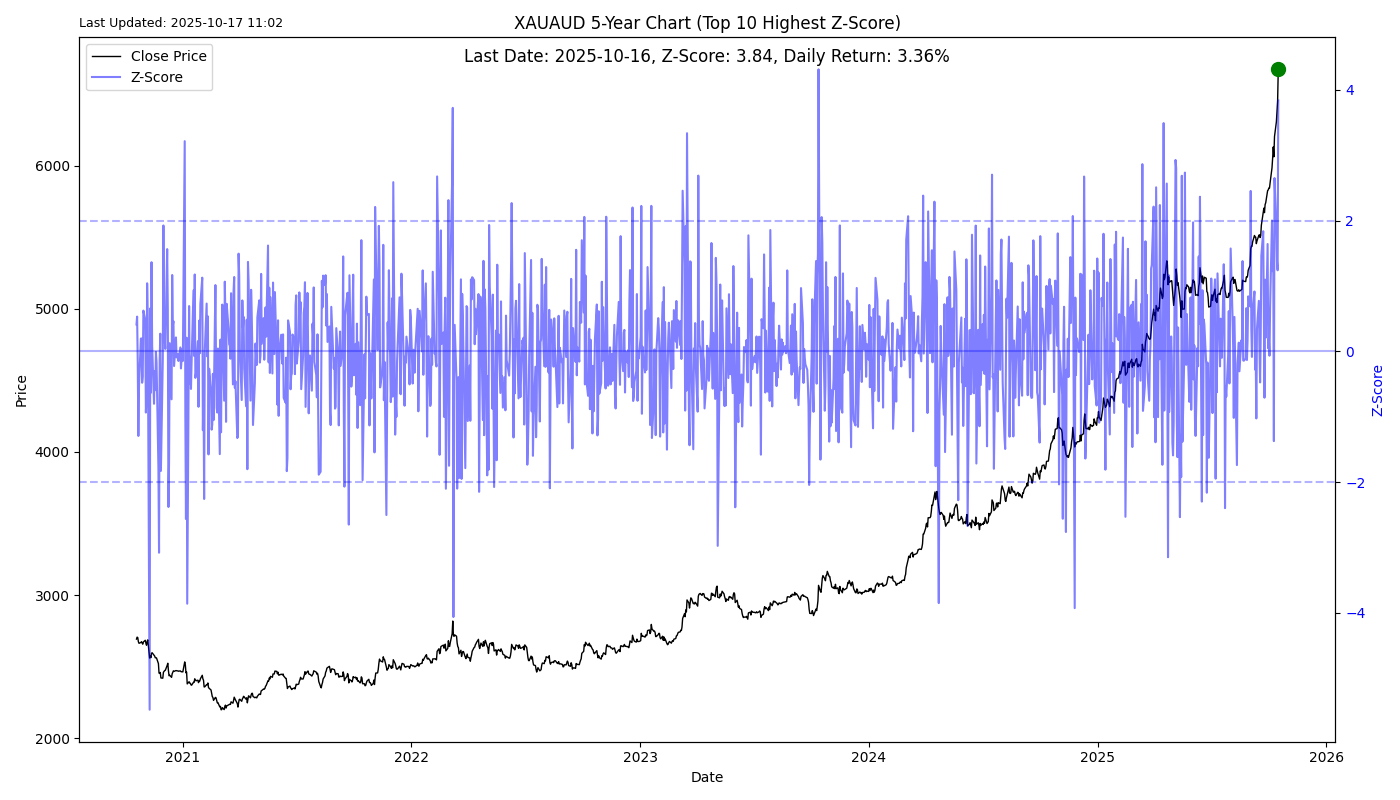 Last Updated: 2025-10-17 11:02
XAUAUD 5-Year Chart (Top 10 Highest Z-Score)
Last Date: 2025-10-16, Z-Score: 3.84, Daily Return: 3.36%
Close Price
Z-Score
Price
6000
5000
4000
3000
2000
4
2
0
−2
−4
Z-Score
2021
2022
2023
2024
2025
2026
Date